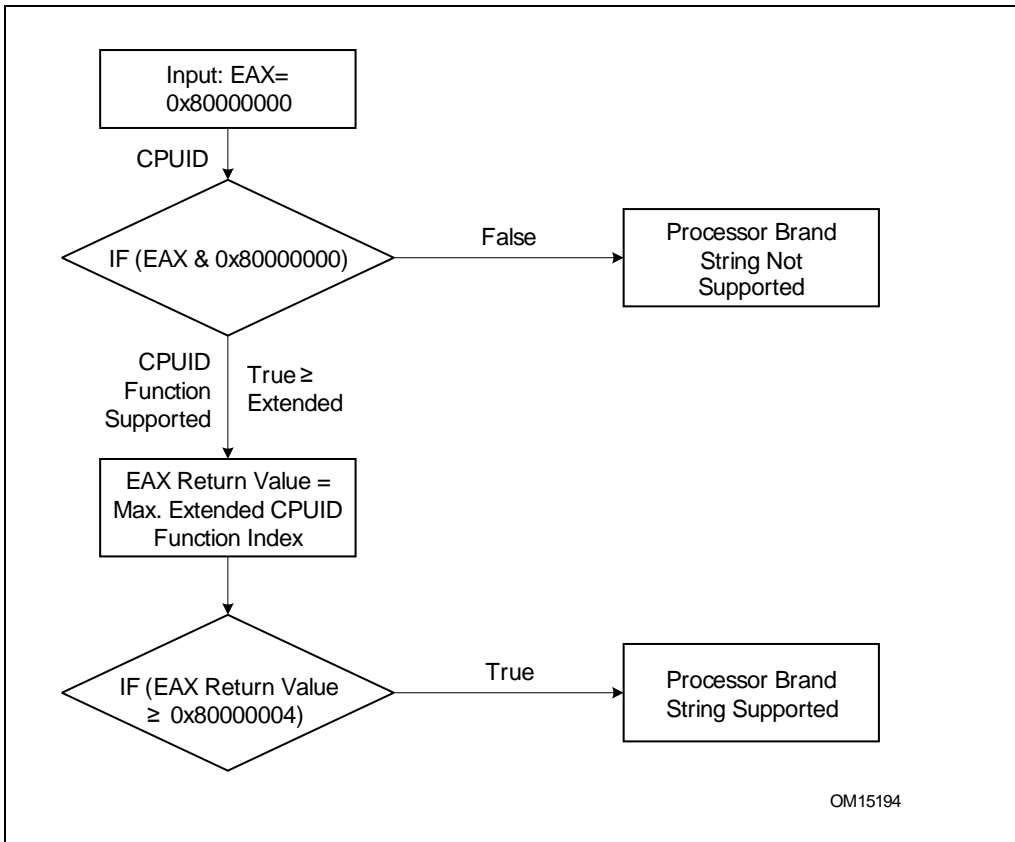 Input: EAX=
0x80000000
CPUID
IF (EAX & 0x80000000)
False
Processor Brand
String Not
Supported
CPUID
Function
Supported
True ≥
Extended
EAX Return Value =
Max. Extended CPUID
Function Index
IF (EAX Return Value
≥ 0x80000004)
True
Processor Brand
String Supported
OM15194